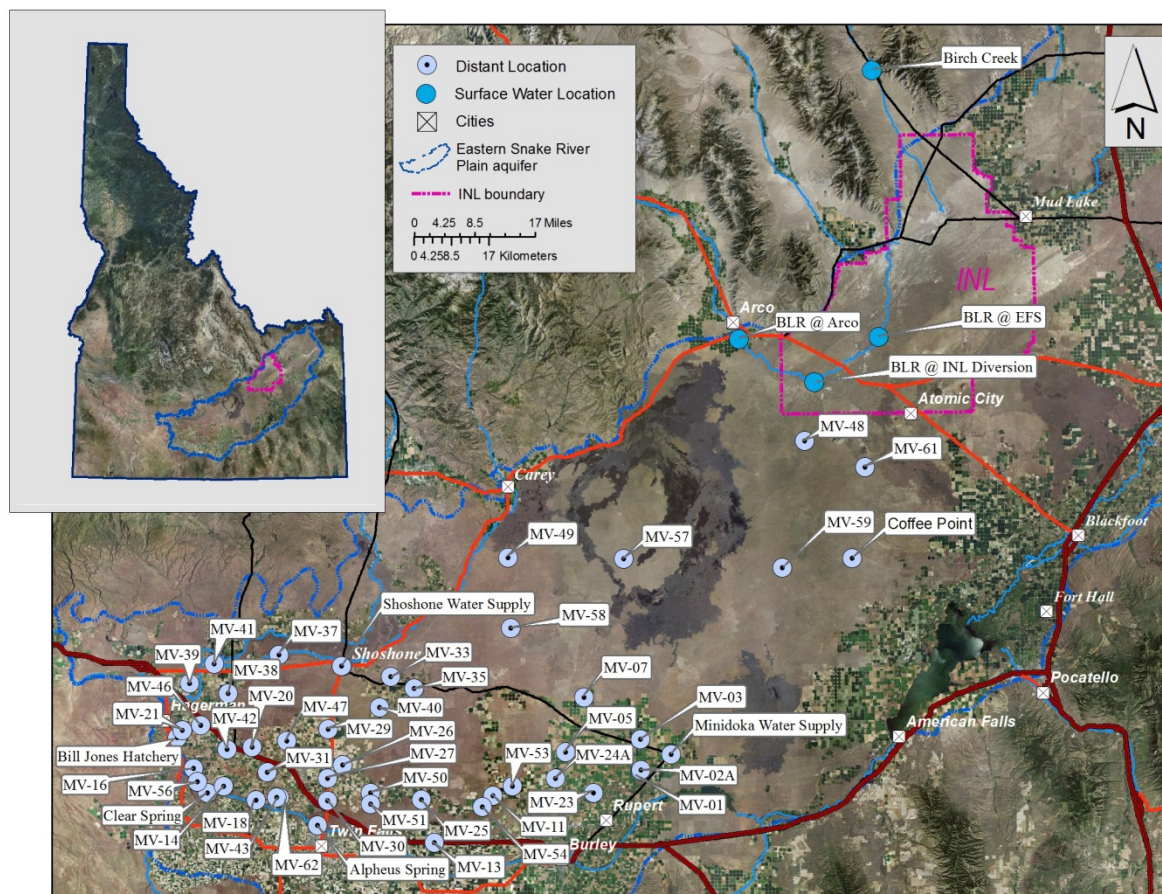 Distant Location
Surface Water Location
Cities
Eastern Snake River
Plain aquifer
INL boundary
0 4.25 8.5 17 Miles
0 4.258.5 17 Kilometers
N
Birch Creek
Mud Lake
INL
Arco
BLR @ Arco
BLR @ EFS
BLR @ INL Diversion
Atomic City
MV-48
MV-61
Carey
Blackfoot
MV-49
MV-57
MV-59
Coffee Point
Fort Hall
Shoshone Water Supply
MV-58
MV-41
MV-37
MV-39
Shoshone
MV-33
MV-38
MV-07
MV-46
MV-20
MV-35
MV-03
Pocatello
Hagerman
MV-47
MV-40
MV-05
Minidoka Water Supply
MV-21
MV-42
MV-29
MV-26
American Falls
Bill Jones Hatchery
MV-31
MV-27
MV-53
MV-24A
MV-16
MV-56
MV-50
MV-02A
Clear Spring
MV-23
Rupert
MV-01
MV-14
MV-18
MV-51
MV-25
MV-11
Twin Falls
MV-43
MV-30
MV-54
Burley
MV-62
Alpheus Spring
MV-13